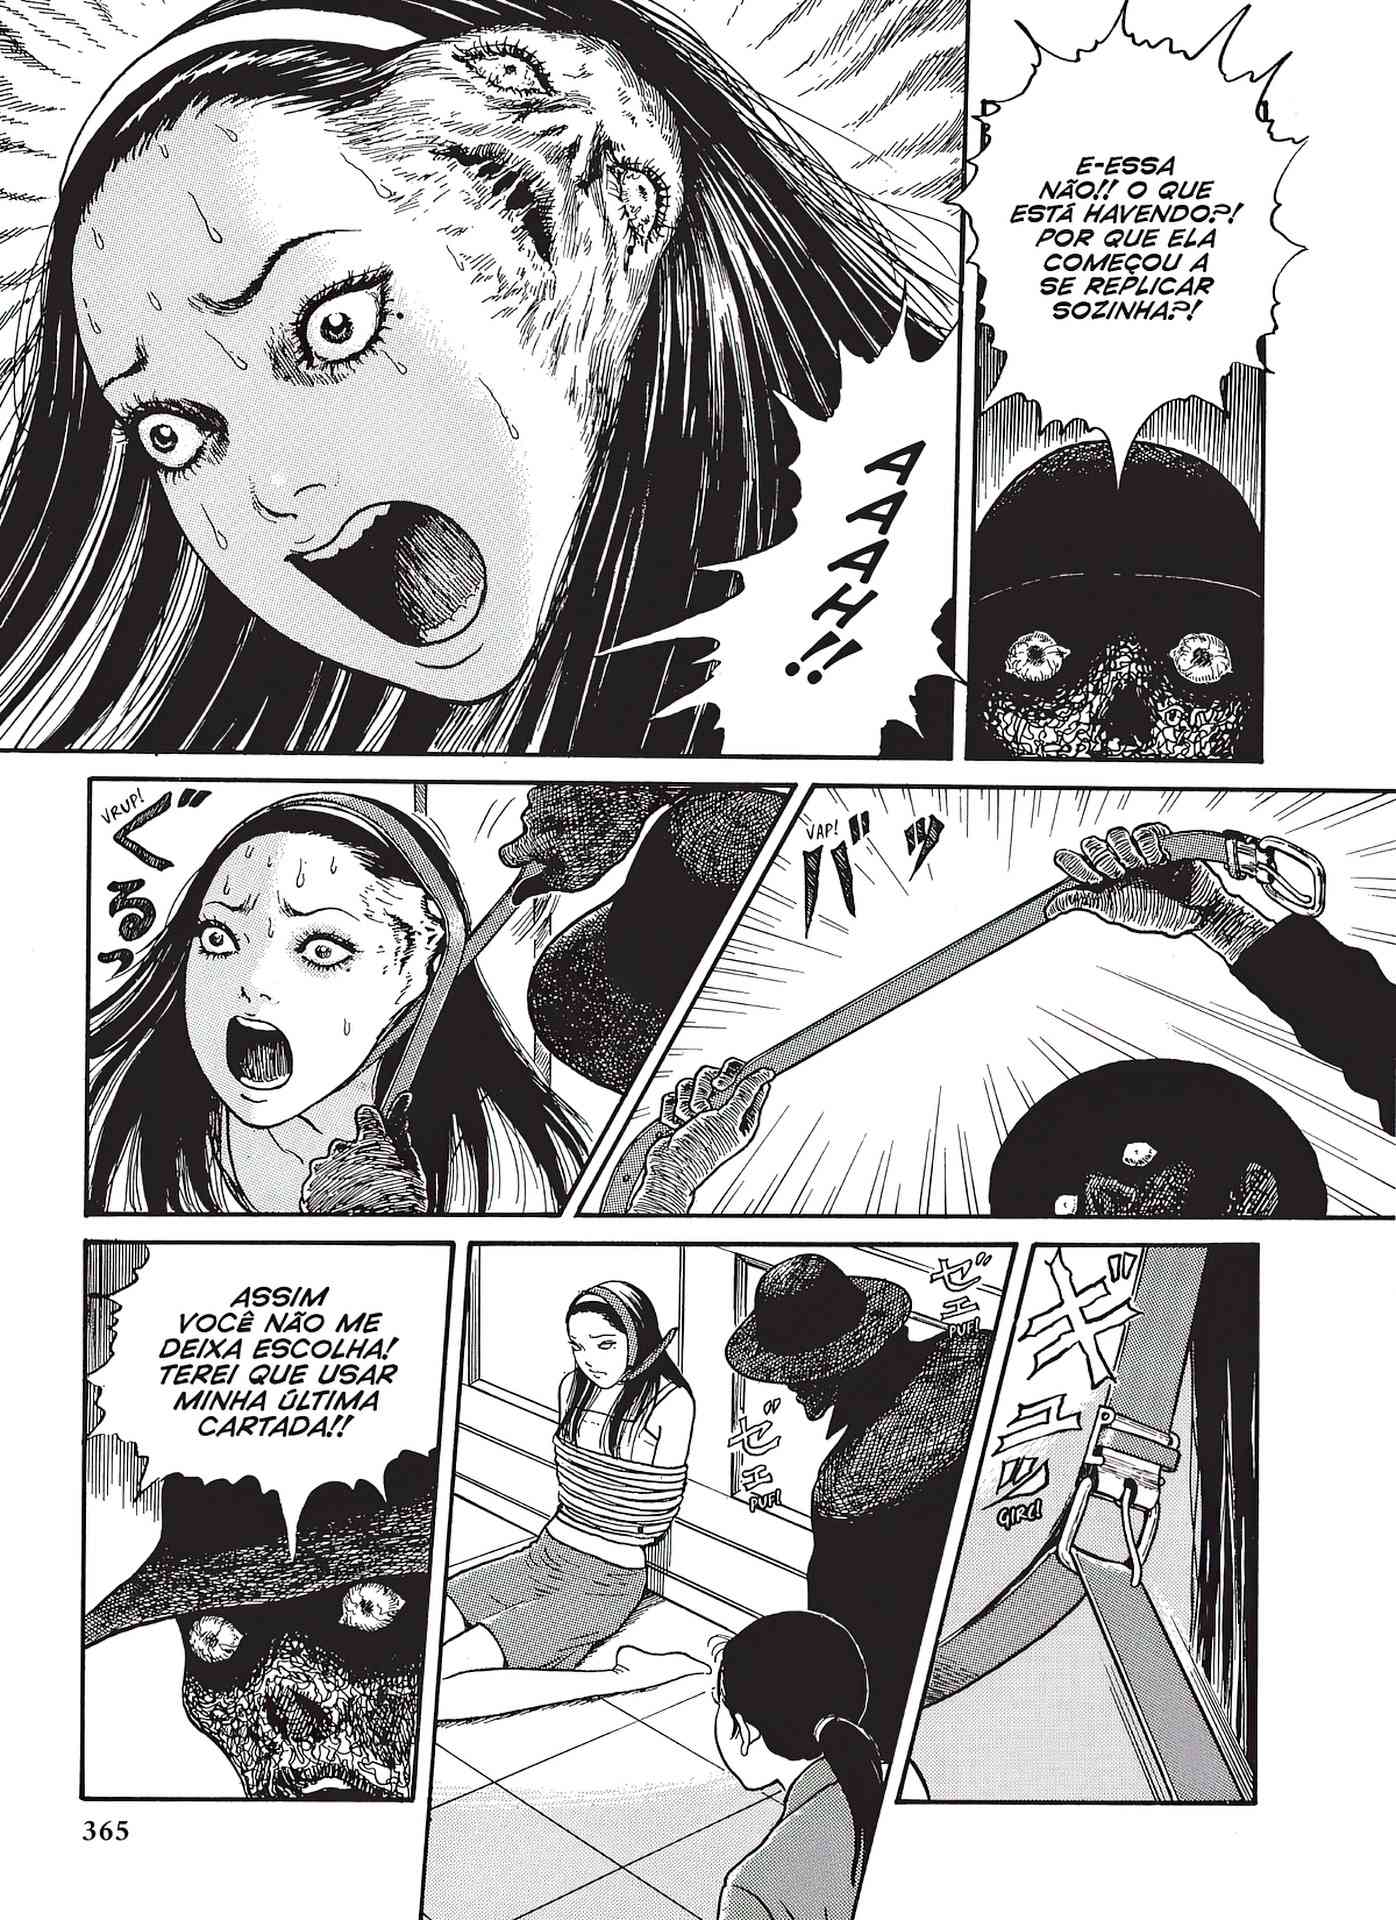 E-ESSA
NÃO!! O QUE
ESTÁ HAVENDO?!
POR QUE ELA
COMEÇOU A
SE REPLICAR
SOZINHA?!
AAAH!!
VRUP!
ぐるっ
VAP!
バッ
ASSIM
VOCÊ NÃO ME
DEIXA ESCOLHA!
TEREI QUE USAR
MINHA ÚLTIMA
CARTADA!!
ゼェ
PUF!
ゼェ
PUF!
ギュッ
GIRC!
365